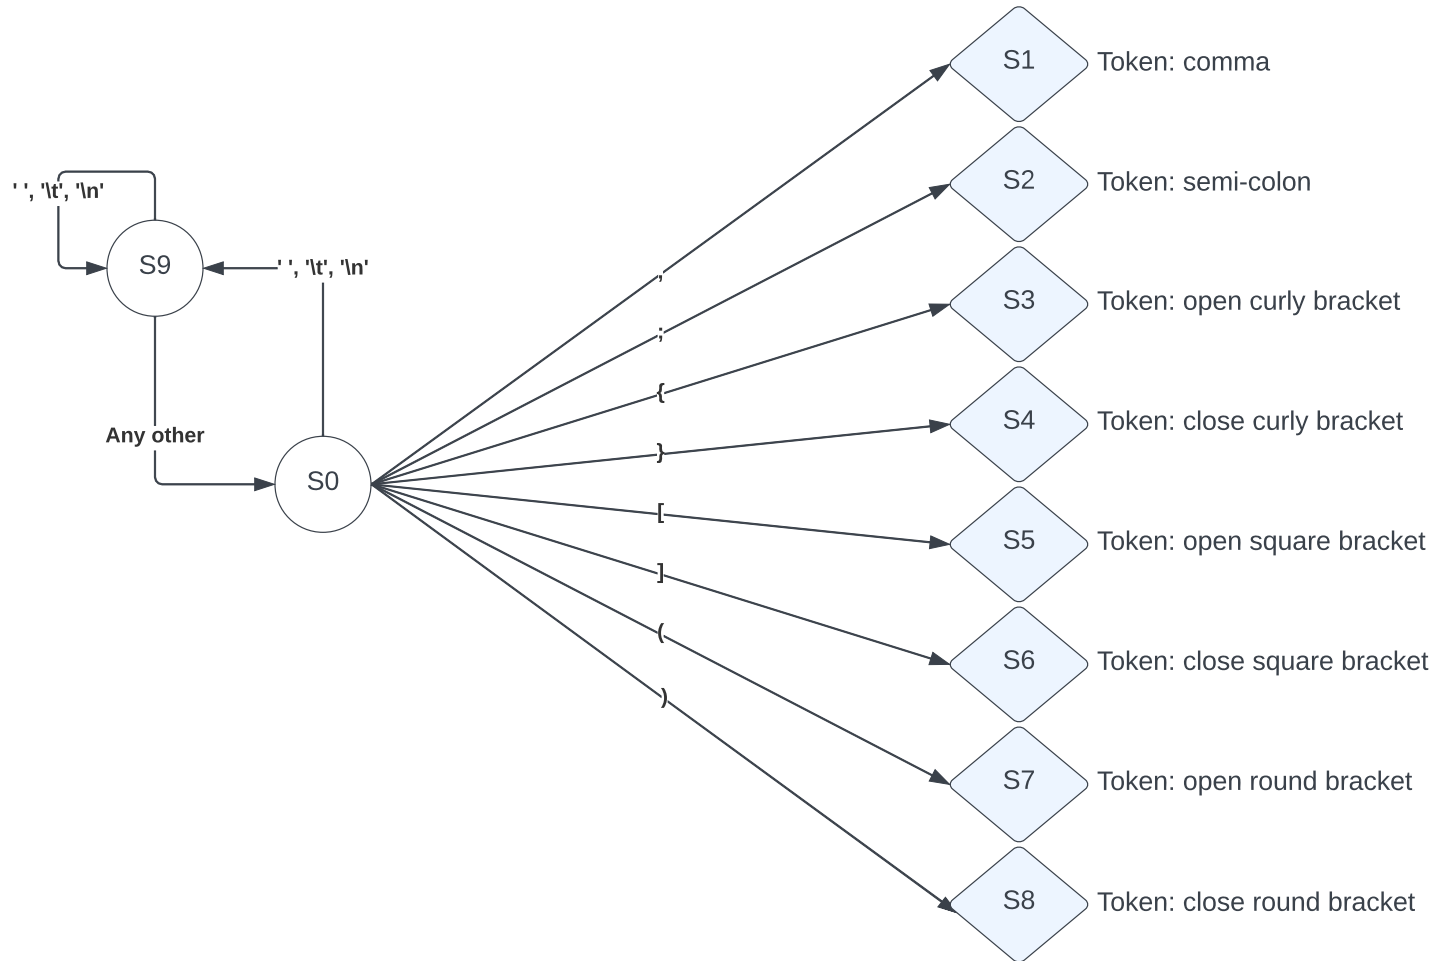 S1
Token: comma
S2
Token: semi-colon
' ', '\t', '\n'
S9
' ', '\t', '\n'
,
S3
Token: open curly bracket
;
{
S4
Token: close curly bracket
Any other
}
S0
[
S5
Token: open square bracket
]
(
S6
Token: close square bracket
)
S7
Token: open round bracket
S8
Token: close round bracket